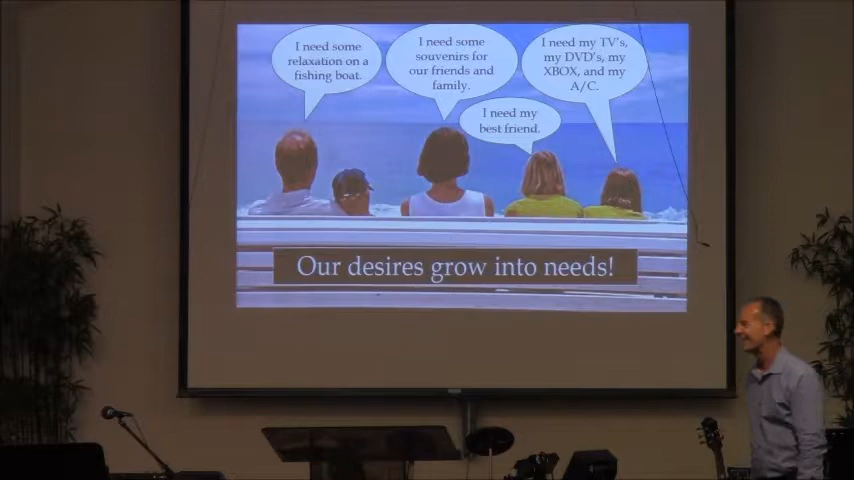 I need some
relaxation on a
fishing boat.
I need some
souvenirs for
our friends and
family.
I need my TV's,
my DVD's, my
XBOX, and my
A/C.
I need my
best friend.
Our desires grow into needs!